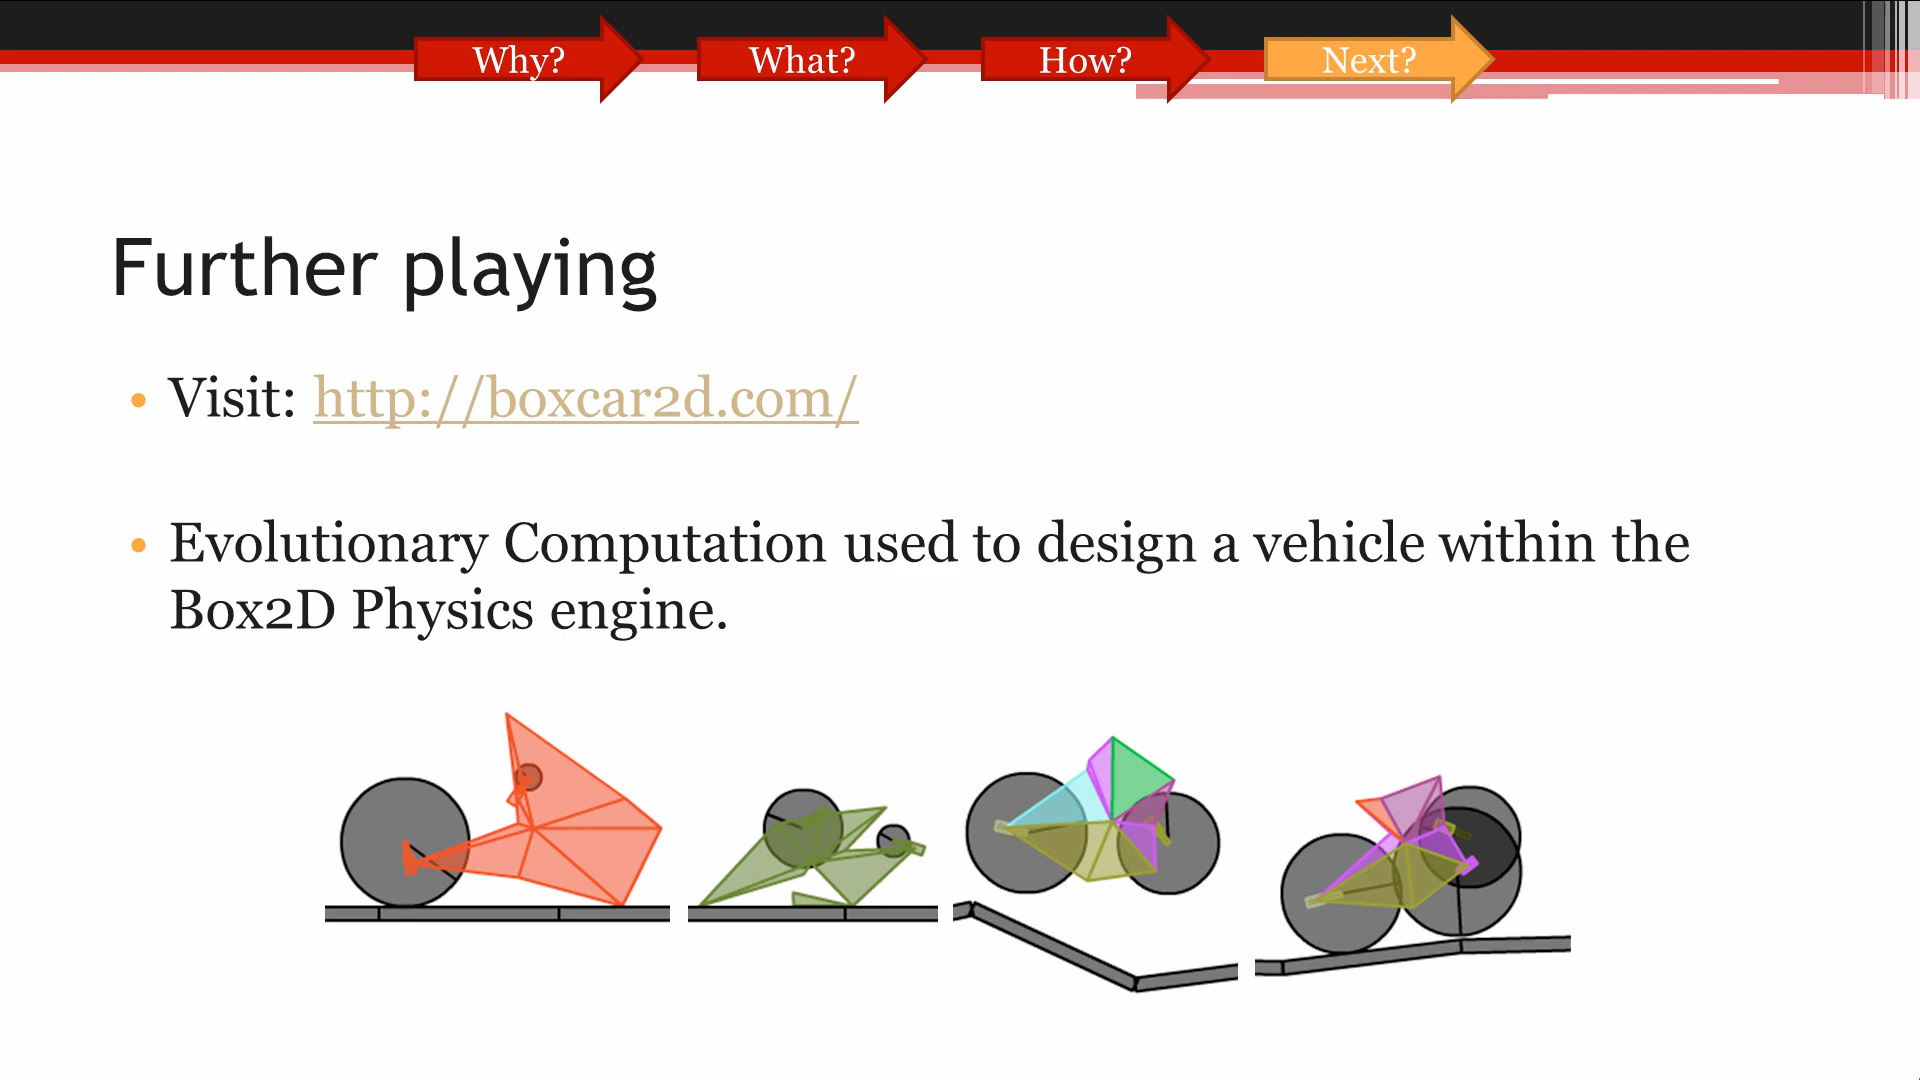 Why? What? How? Next?
Further playing
• Visit: http://boxcar2d.com/
• Evolutionary Computation used to design a vehicle within the
Box2D Physics engine.